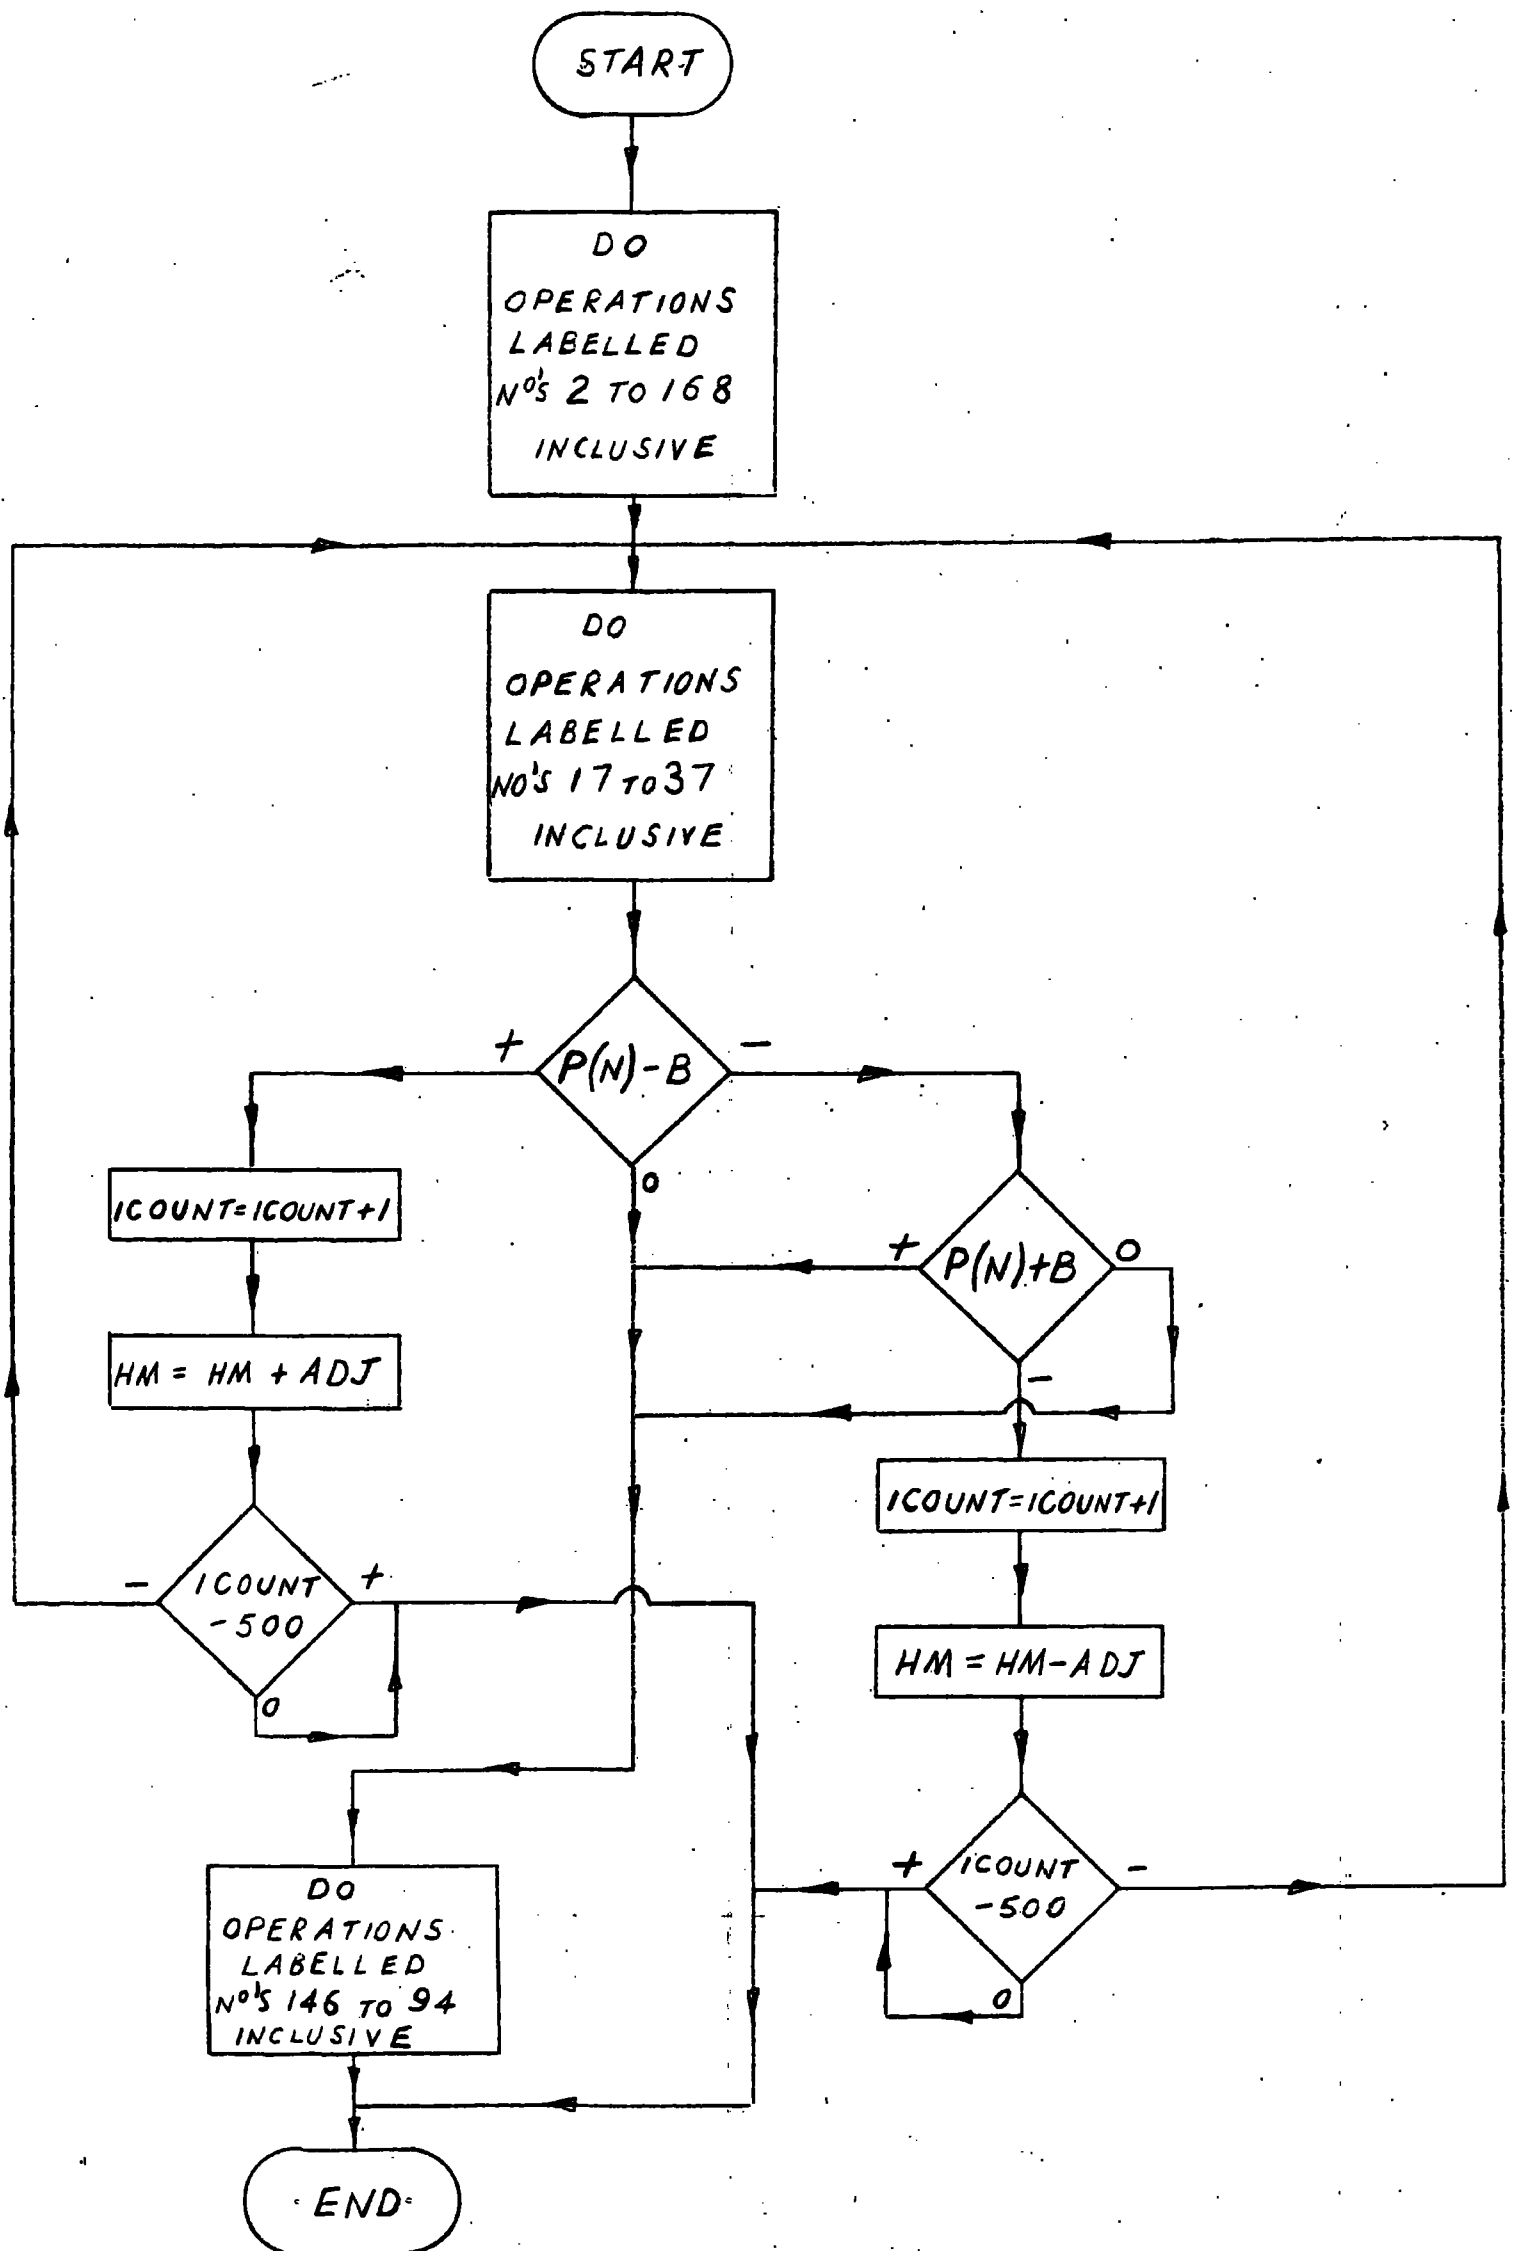 START
DO
OPERATIONS
LABELLED
NO'S 2 TO 168
INCLUSIVE
DO
OPERATIONS
LABELLED
NO'S 17 TO 37
INCLUSIVE
+
P(N)-B
-
0
ICOUNT=ICOUNT+1
HM = HM + ADJ
-
ICOUNT
-500
+
0
+
P(N)+B
0
-
ICOUNT=ICOUNT+1
HM = HM-ADJ
+
ICOUNT
-500
-
0
DO
OPERATIONS
LABELLED
NO'S 146 TO 94
INCLUSIVE
END